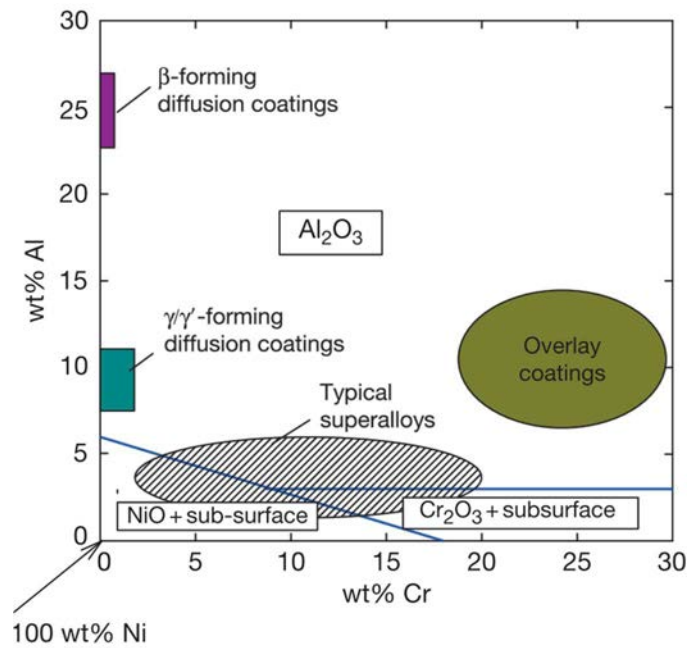 30
25
20
15
10
5
0
wt% Al
β-forming
diffusion coatings
Al₂O₃
γ/γ′-forming
diffusion coatings
Overlay
coatings
Typical
superalloys
NiO + sub-surface
Cr₂O₃ + subsurface
0 5 10 15 20 25 30
wt% Cr
100 wt% Ni